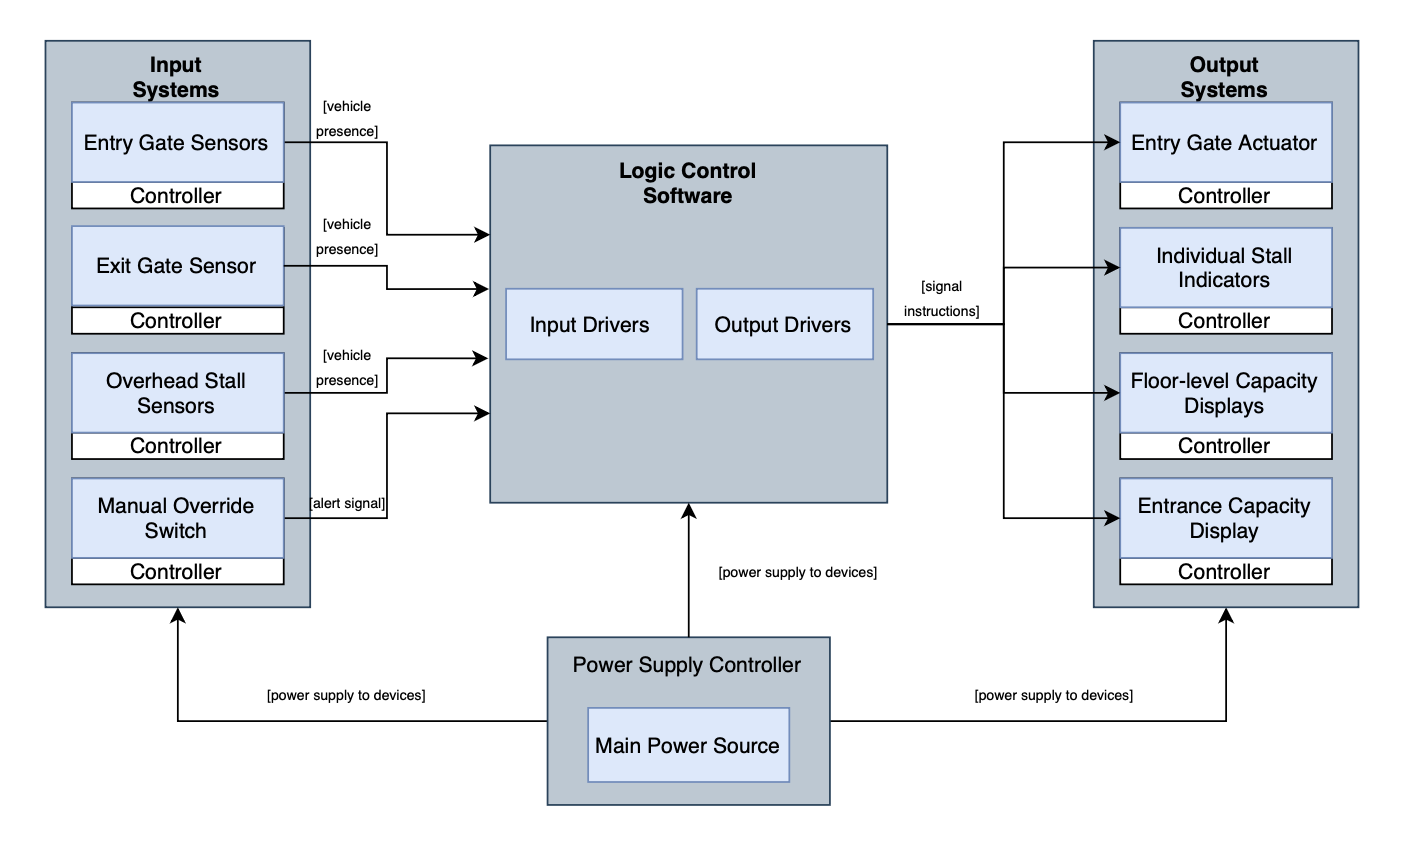 Input
Systems
Entry Gate Sensors
Controller
Exit Gate Sensor
Controller
Overhead Stall
Sensors
Controller
Manual Override
Switch
Controller
[vehicle
presence]
[vehicle
presence]
[vehicle
presence]
[alert signal]
Logic Control
Software
Input Drivers
Output Drivers
[signal
instructions]
Output
Systems
Entry Gate Actuator
Controller
Individual Stall
Indicators
Controller
Floor-level Capacity
Displays
Controller
Entrance Capacity
Display
Controller
[power supply to devices]
Power Supply Controller
Main Power Source
[power supply to devices]
[power supply to devices]